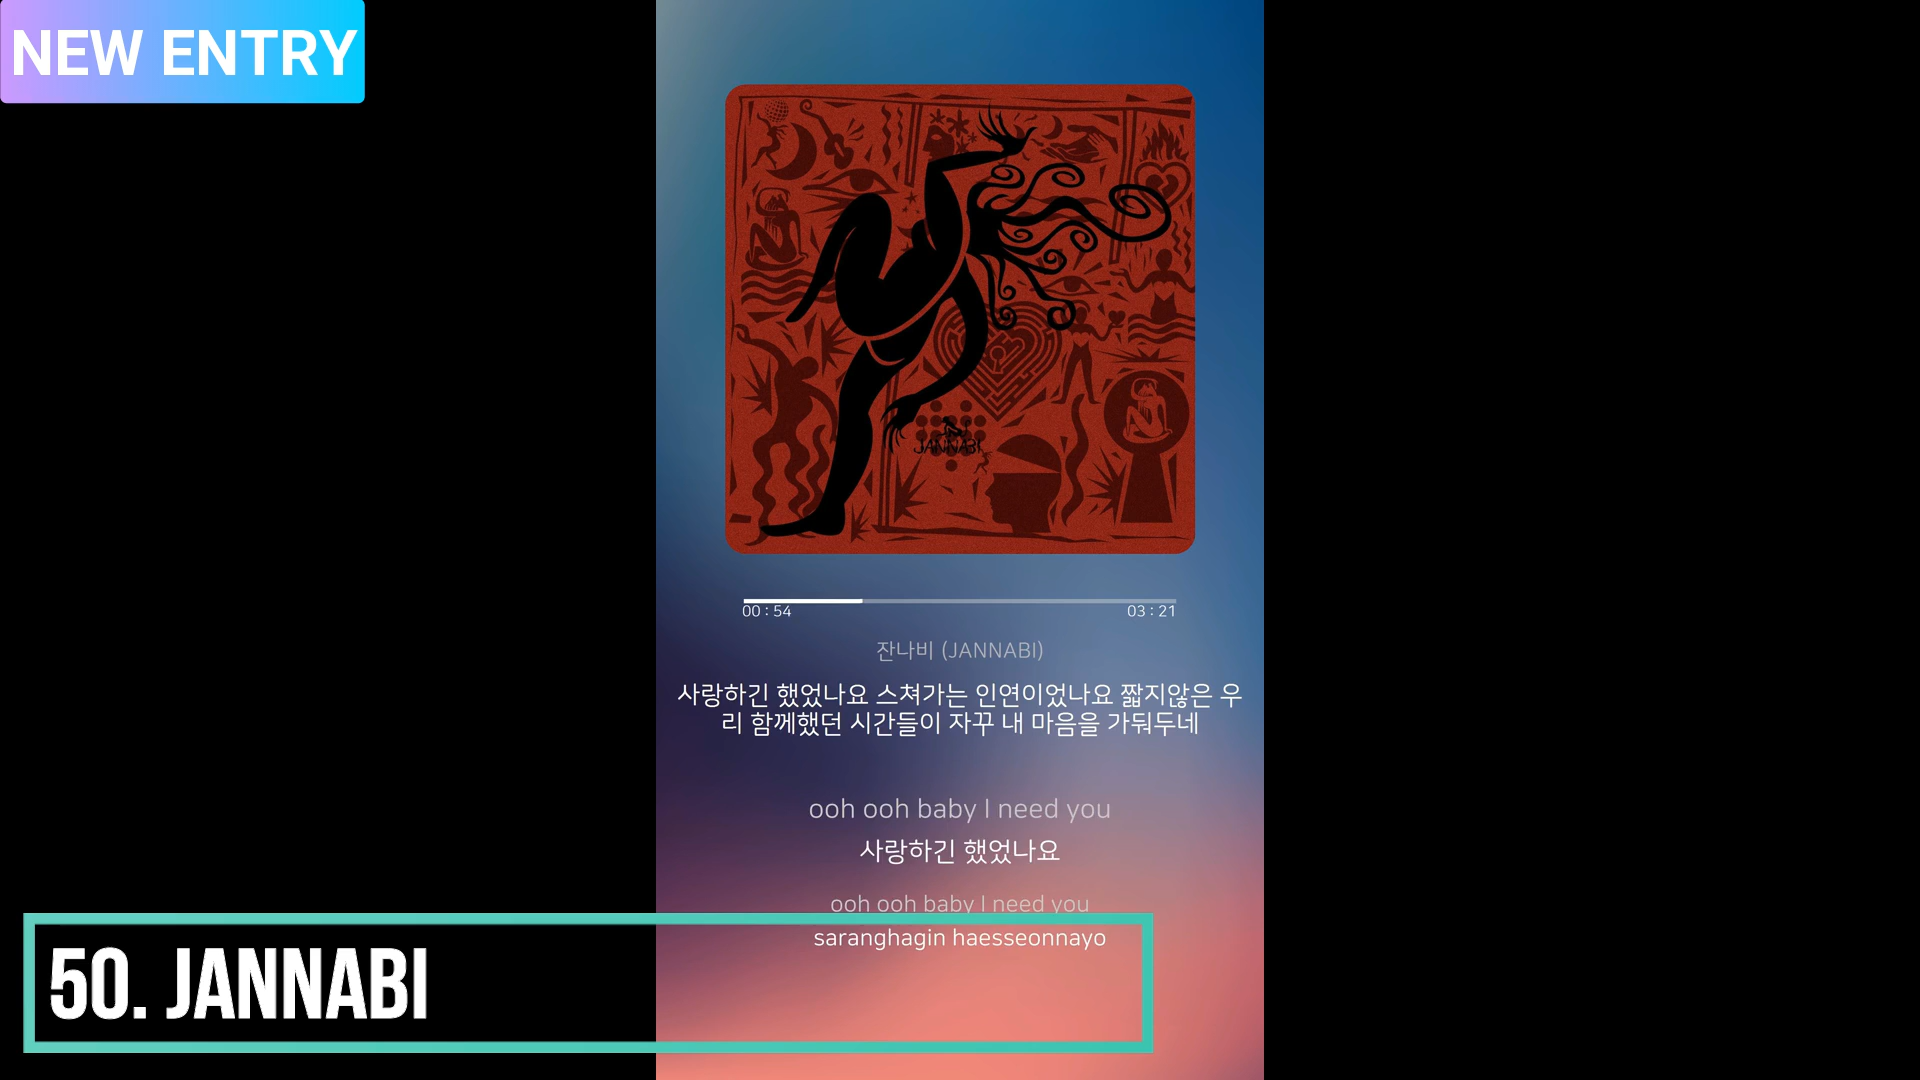 NEW ENTRY
JANNABI
00 : 54
03 : 21
잔나비 (JANNABI)
사랑하긴 했었나요 스쳐가는 인연이었나요 짧지않은 우
리 함께했던 시간들이 자꾸 내 마음을 가둬두네
ooh ooh baby I need you
사랑하긴 했었나요
ooh ooh baby I need you
saranghagin haesseonnayo
50. JANNABI